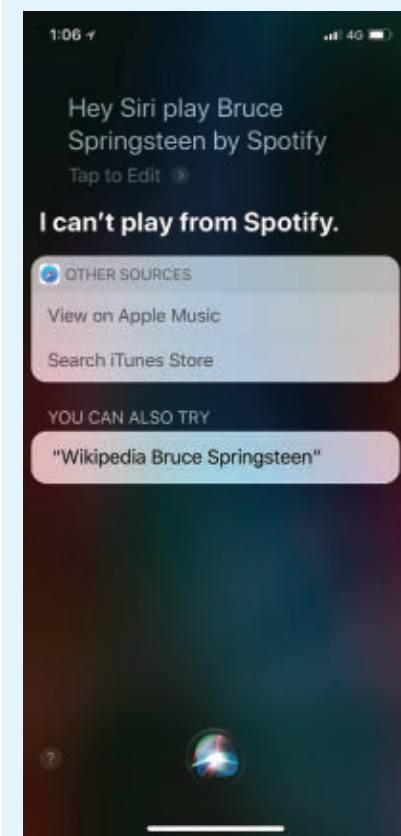 1:06 4G
Hey Siri play Bruce
Springsteen by Spotify
Tap to Edit
I can't play from Spotify.
OTHER SOURCES
View on Apple Music
Search iTunes Store
YOU CAN ALSO TRY
"Wikipedia Bruce Springsteen"
?